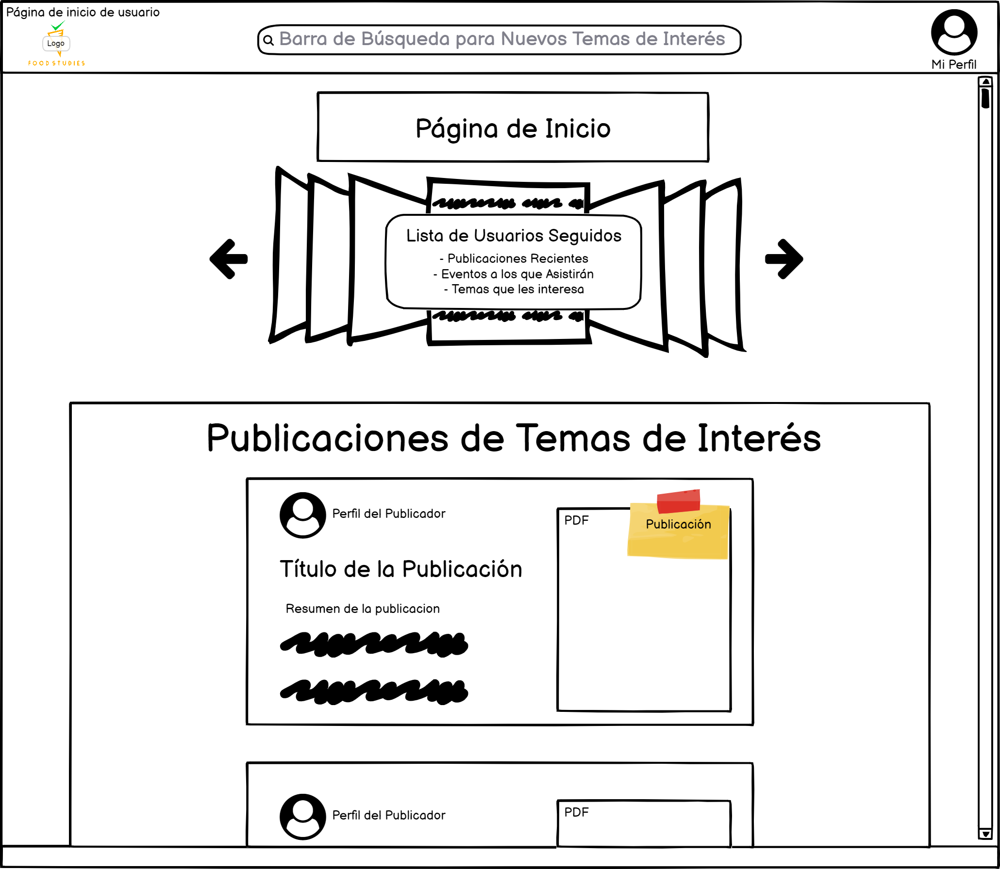 Página de inicio de usuario
Logo
FOOD STUDIES
Barra de Búsqueda para Nuevos Temas de Interés
Mi Perfil
Página de Inicio
Lista de Usuarios Seguidos
- Publicaciones Recientes
- Eventos a los que Asistirán
- Temas que les interesa
Publicaciones de Temas de Interés
Perfil del Publicador
PDF
Publicación
Título de la Publicación
Resumen de la publicacion
Perfil del Publicador
PDF